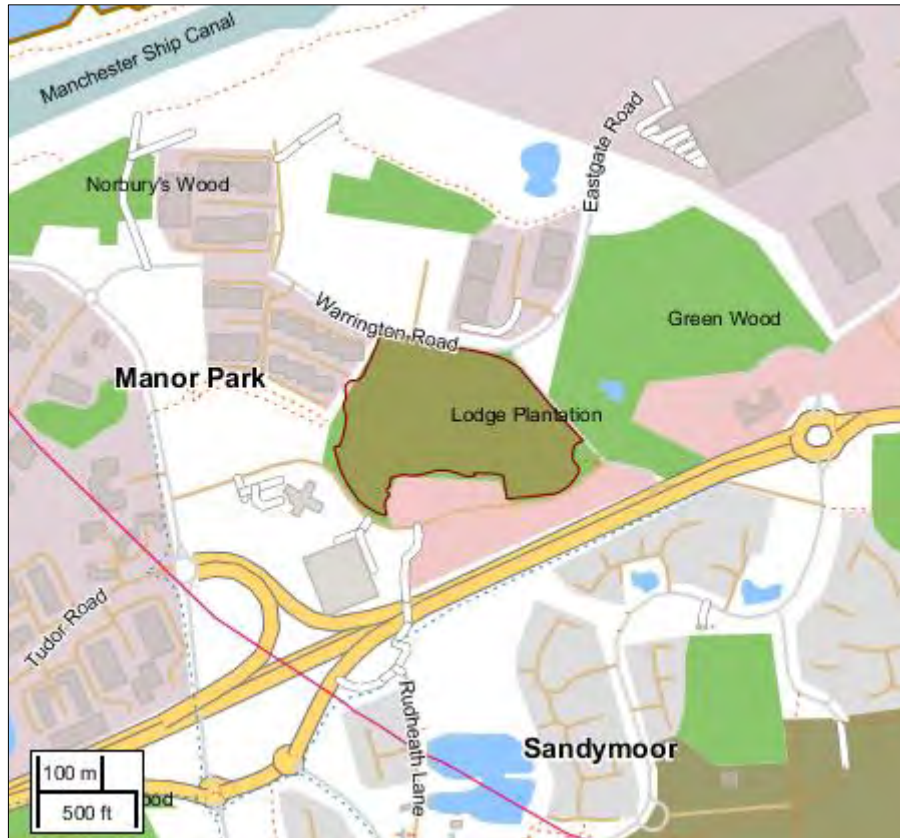 Manchester Ship Canal
Norbury's Wood
Eastgate Road
Warrington Road
Green Wood
Manor Park
Lodge Plantation
Tudor Road
Rudheath Lane
Sandymoor
100 m
500 ft
ood